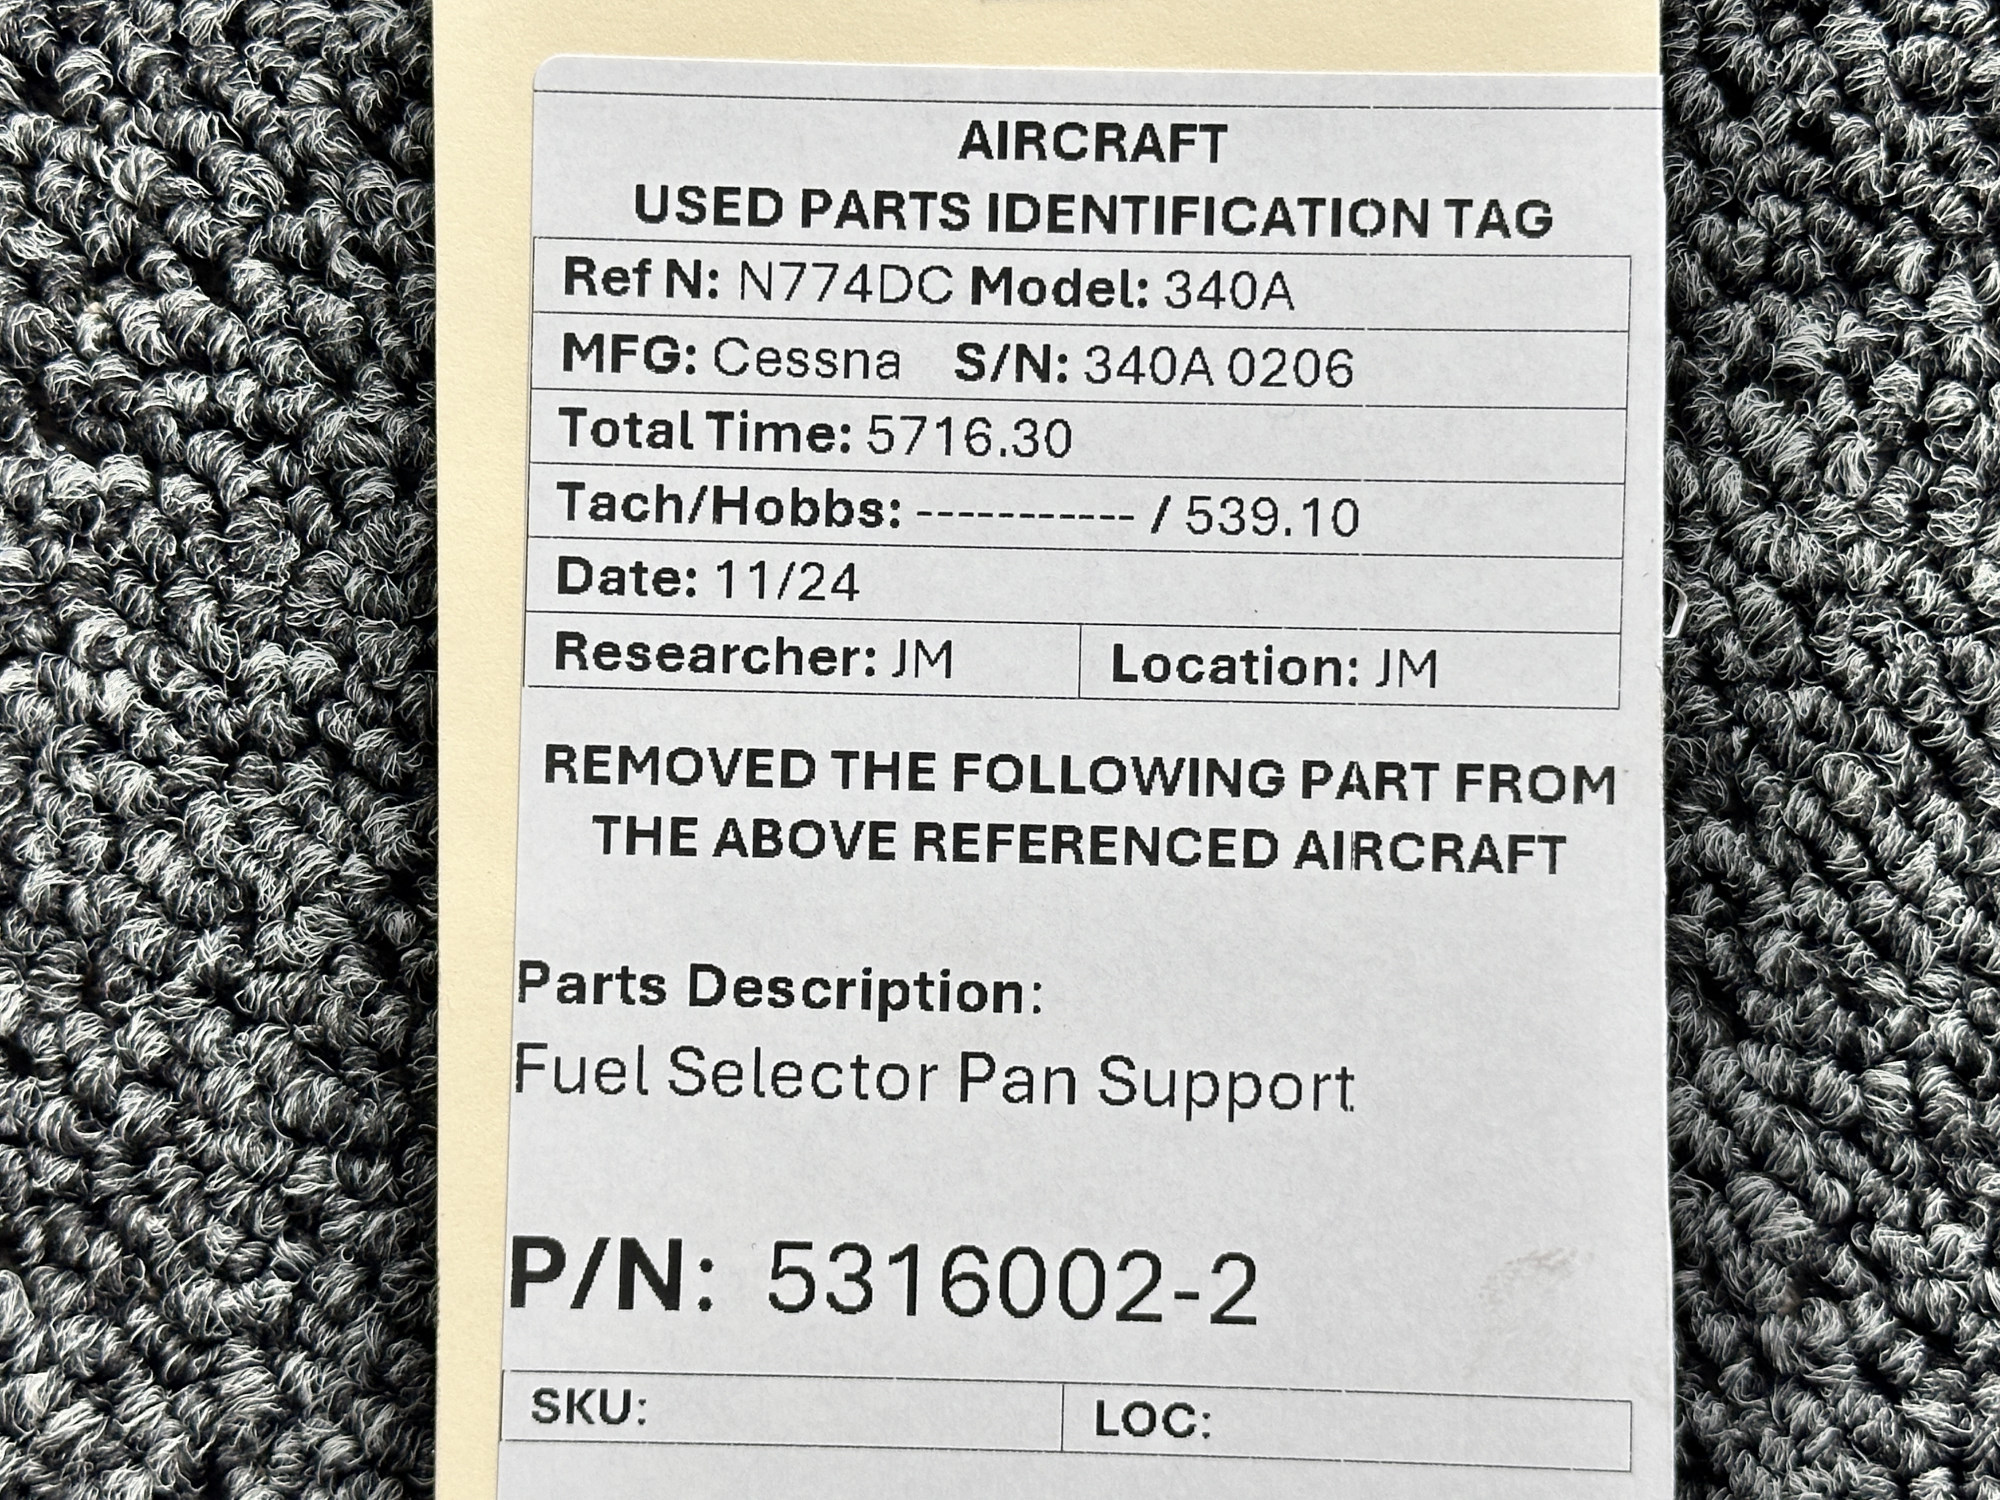 AIRCRAFT
USED PARTS IDENTIFICATION TAG
Ref N: N774DC Model: 340A
MFG: Cessna S/N: 340A 0206
Total Time: 5716.30
Tach/Hobbs: ----------- / 539.10
Date: 11/24
Researcher: JM Location: JM
REMOVED THE FOLLOWING PART FROM
THE ABOVE REFERENCED AIRCRAFT
Parts Description:
Fuel Selector Pan Support
P/N: 5316002-2
SKU: LOC: